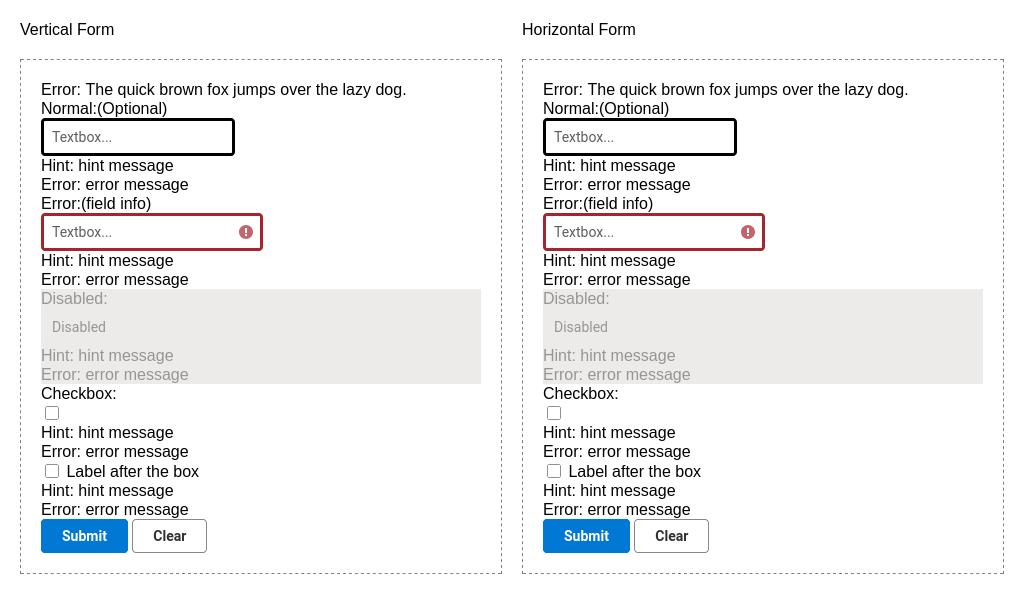 Vertical Form
Error: The quick brown fox jumps over the lazy dog.
Normal:(Optional)
Textbox...
Hint: hint message
Error: error message
Error:(field info)
Textbox...
Hint: hint message
Error: error message
Disabled:
Disabled
Hint: hint message
Error: error message
Checkbox:
Hint: hint message
Error: error message
Label after the box
Hint: hint message
Error: error message
Submit Clear
Horizontal Form
Error: The quick brown fox jumps over the lazy dog.
Normal:(Optional)
Textbox...
Hint: hint message
Error: error message
Error:(field info)
Textbox...
Hint: hint message
Error: error message
Disabled:
Disabled
Hint: hint message
Error: error message
Checkbox:
Hint: hint message
Error: error message
Label after the box
Hint: hint message
Error: error message
Submit Clear